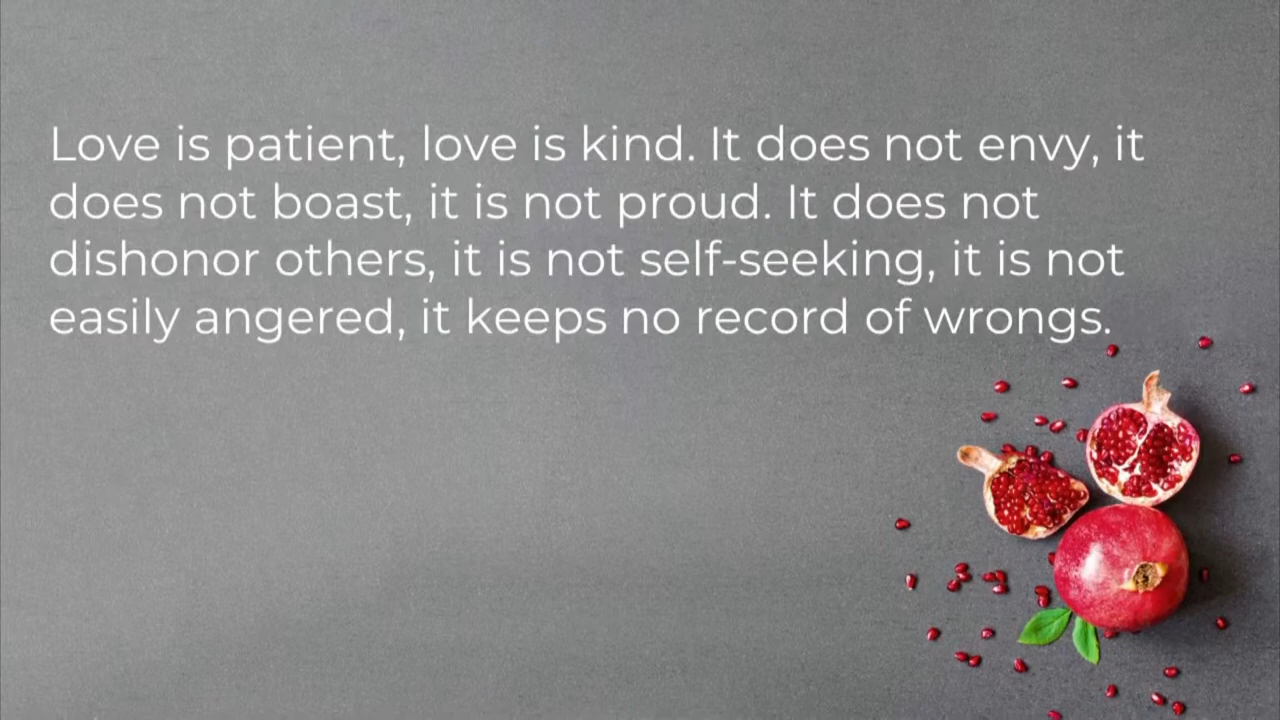 Love is patient, love is kind. It does not envy, it
does not boast, it is not proud. It does not
dishonor others, it is not self-seeking, it is not
easily angered, it keeps no record of wrongs.